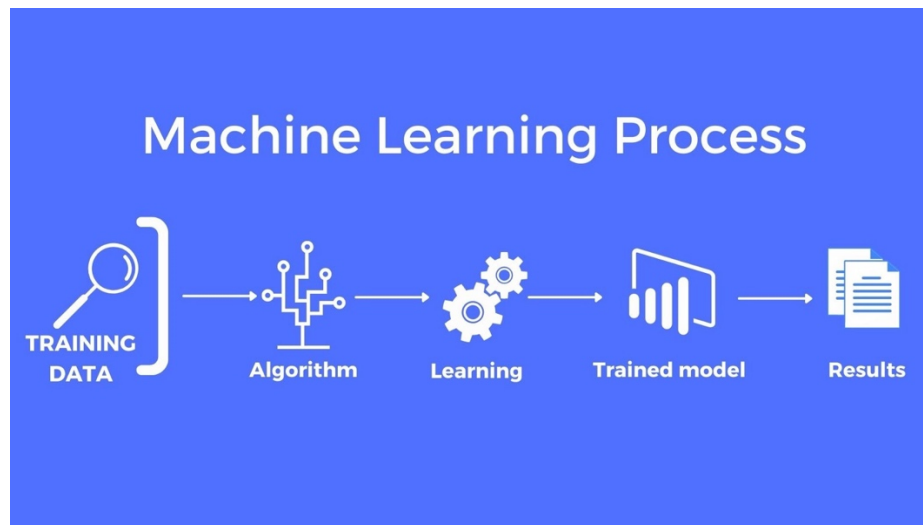 Machine Learning Process
TRAINING
DATA
Algorithm
Learning
Trained model
Results